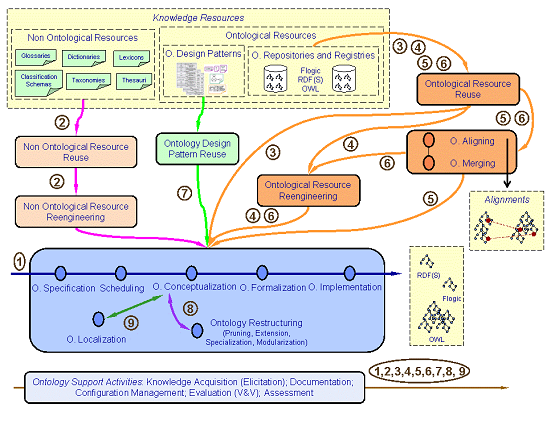 Knowledge Resources
Non Ontological Resources
Glossaries
Dictionaries
Lexicons
Classification
Schemas
Taxonomies
Thesauri
Ontological Resources
O. Design Patterns
O. Repositories and Registries
Flogic
RDF(S)
OWL
3 4
5 6
Ontological Resource
Reuse
5 6
2
Non Ontological Resource
Reuse
Ontology Design
Pattern Reuse
3
4
O. Aligning
O. Merging
6
2
7
Non Ontological Resource
Reengineering
Ontological Resource
Reengineering
5
4 6
Alignments
1
O. Specification
Scheduling
O. Conceptualization
O. Formalization
O. Implementation
RDF(S)
Flogic
OWL
9
8
O. Localization
Ontology Restructuring
(Pruning, Extension,
Specialization, Modularization)
Ontology Support Activities: Knowledge Acquisition (Elicitation); Documentation;
Configuration Management; Evaluation (V&V); Assessment
1,2,3,4,5,6,7,8, 9